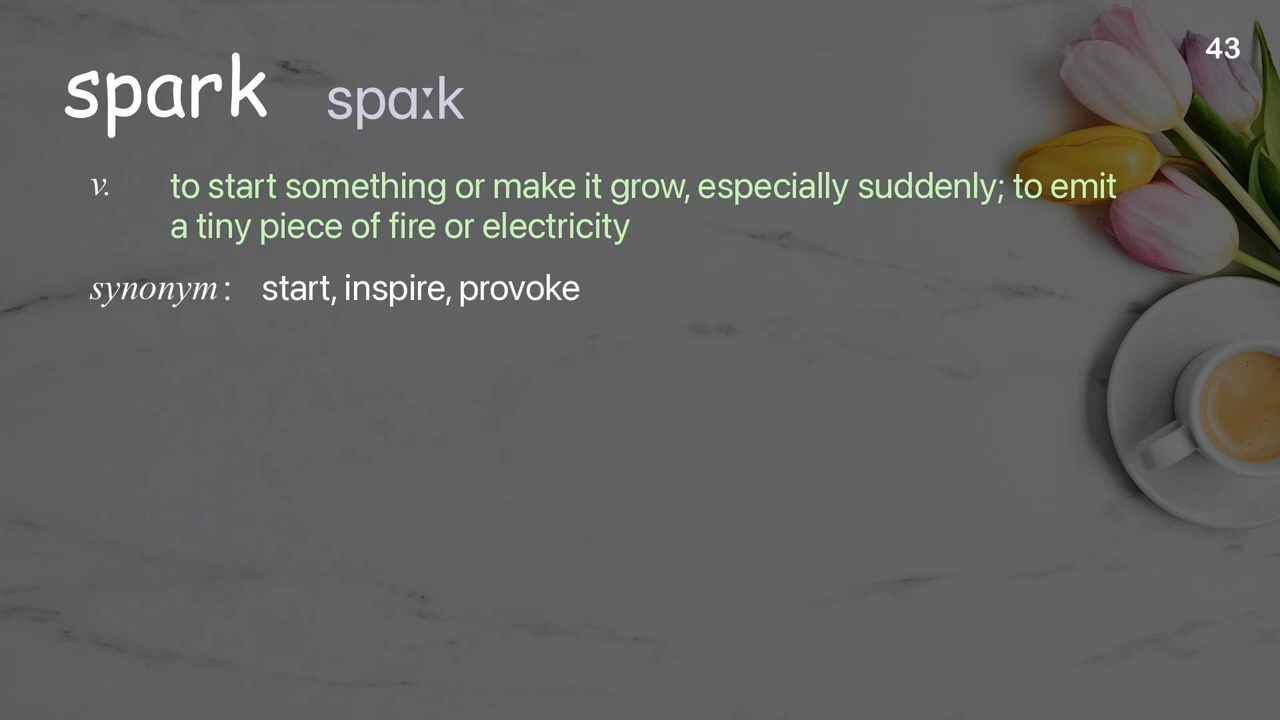 43
spark spɑːk
v. to start something or make it grow, especially suddenly; to emit
a tiny piece of fire or electricity
synonym : start, inspire, provoke